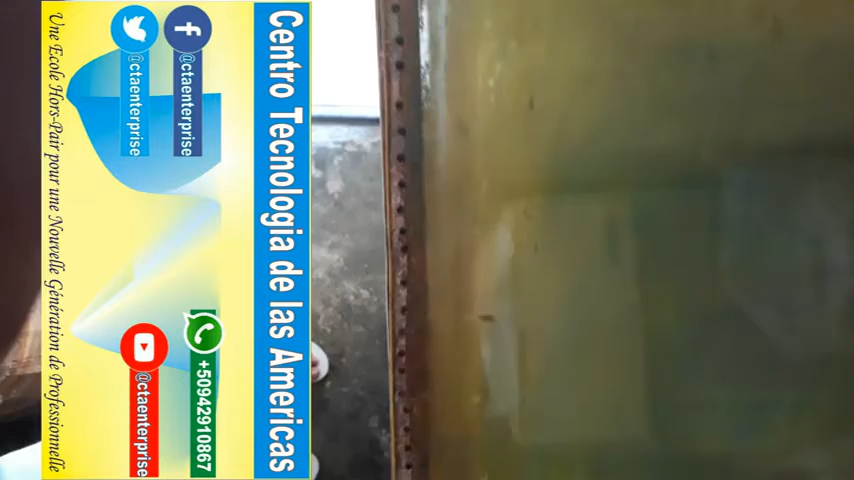 Centro Tecnologia de las Americas
@ctaenterprise
+50942910867
@ctaenterprise
@ctaenterprise
Une Ecole Hors-Pair pour une Nouvelle Génération de Professionnelle